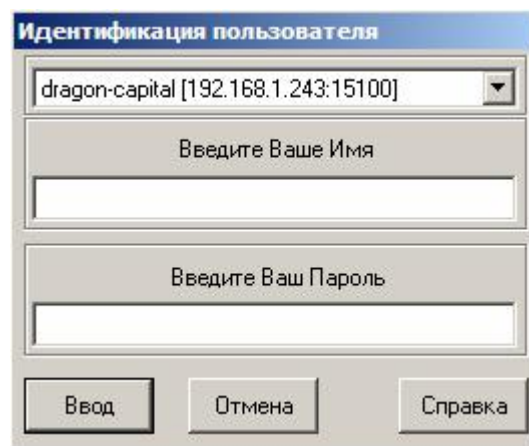 Идентификация пользователя
dragon-capital [192.168.1.243:15100]
Введите Ваше Имя
Введите Ваш Пароль
Ввод Отмена Справка